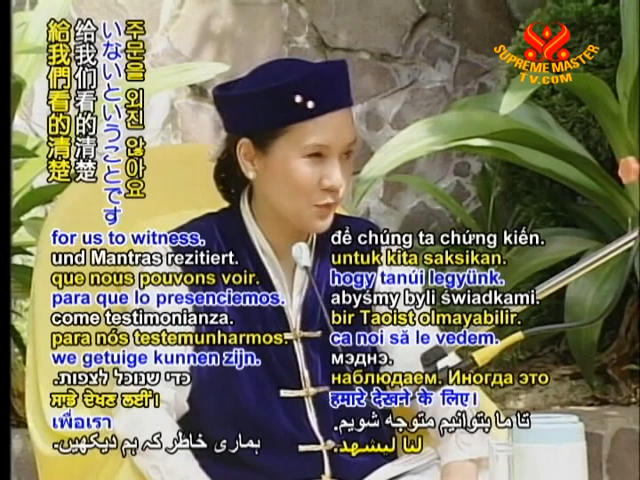 SUPREME MASTER
TV.COM
주문을 외진 않아요
いないということです
给我们看的清楚
給我們看的清楚
for us to witness.
und Mantras rezitiert.
que nous pouvons voir.
para que lo presenciemos.
come testimonianza.
para nós testemunharmos
we getuige kunnen zijn.
כדי שנוכל לצפות.
ਸਾਡੇ ਦੇਖਣ ਲਈ।
เพื่อเรา
ہماری خاطر کہ ہم دیکھیں.
để chúng ta chứng kiến.
untuk kita saksikan.
hogy tanúi legyünk.
abyśmy byli świadkami.
bir Taoist olmayabilir.
ca noi să le vedem.
мэднэ.
наблюдаем. Иногда это
हमारे देखने के लिए।
تا ما بتوانیم متوجه شویم.
لنا ليشهد.